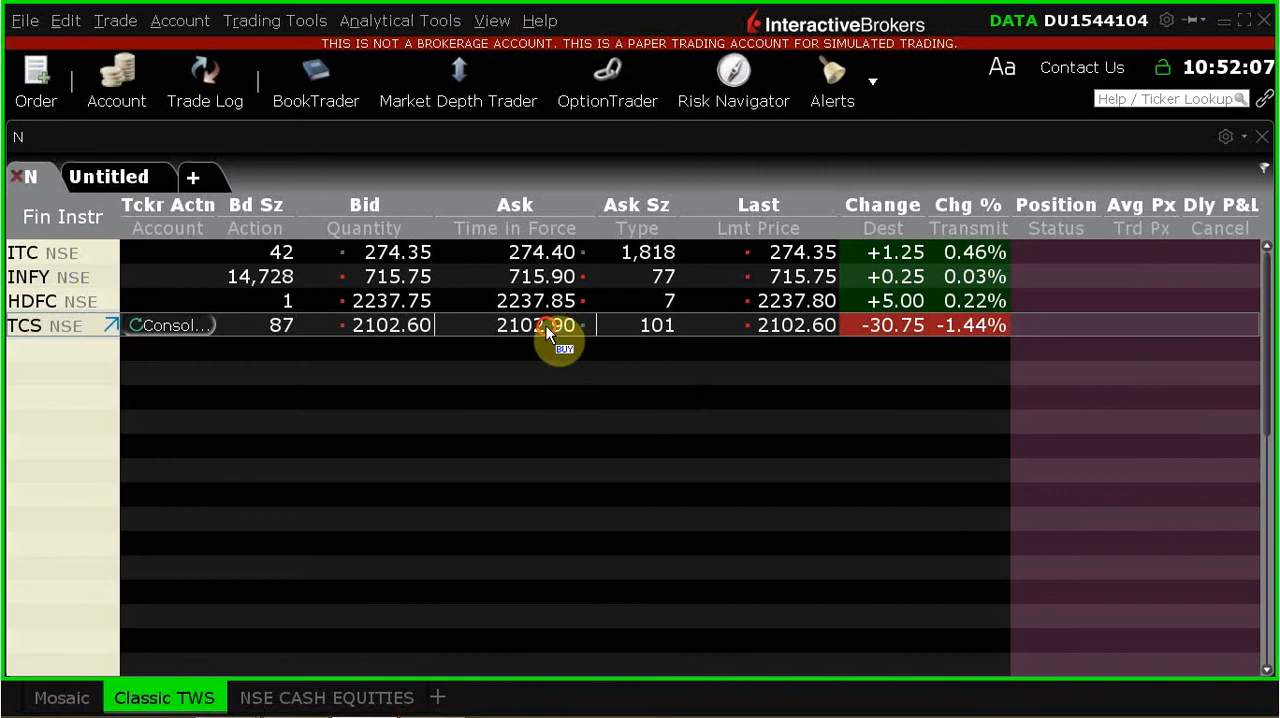 File Edit Trade Account Trading Tools Analytical Tools View Help InteractiveBrokers DATA DU1544104
THIS IS NOT A BROKERAGE ACCOUNT. THIS IS A PAPER TRADING ACCOUNT FOR SIMULATED TRADING.
Order Account Trade Log BookTrader Market Depth Trader OptionTrader Risk Navigator Alerts Aa Contact Us 10:52:07
Help / Ticker Lookup
N
N Untitled +
Fin Instr Tckr Actn Bd Sz Bid Ask Ask Sz Last Change Chg % Position Avg Px Dly P&L
Account Action Quantity Time in Force Type Lmt Price Dest Transmit Status Trd Px Cancel
ITC NSE 42 274.35 274.40 1,818 274.35 +1.25 0.46%
INFY NSE 14,728 715.75 715.90 77 715.75 +0.25 0.03%
HDFC NSE 1 2237.75 2237.85 7 2237.80 +5.00 0.22%
TCS NSE Consol... 87 2102.60 2102.90 101 2102.60 -30.75 -1.44%
BUY
Mosaic Classic TWS NSE CASH EQUITIES +